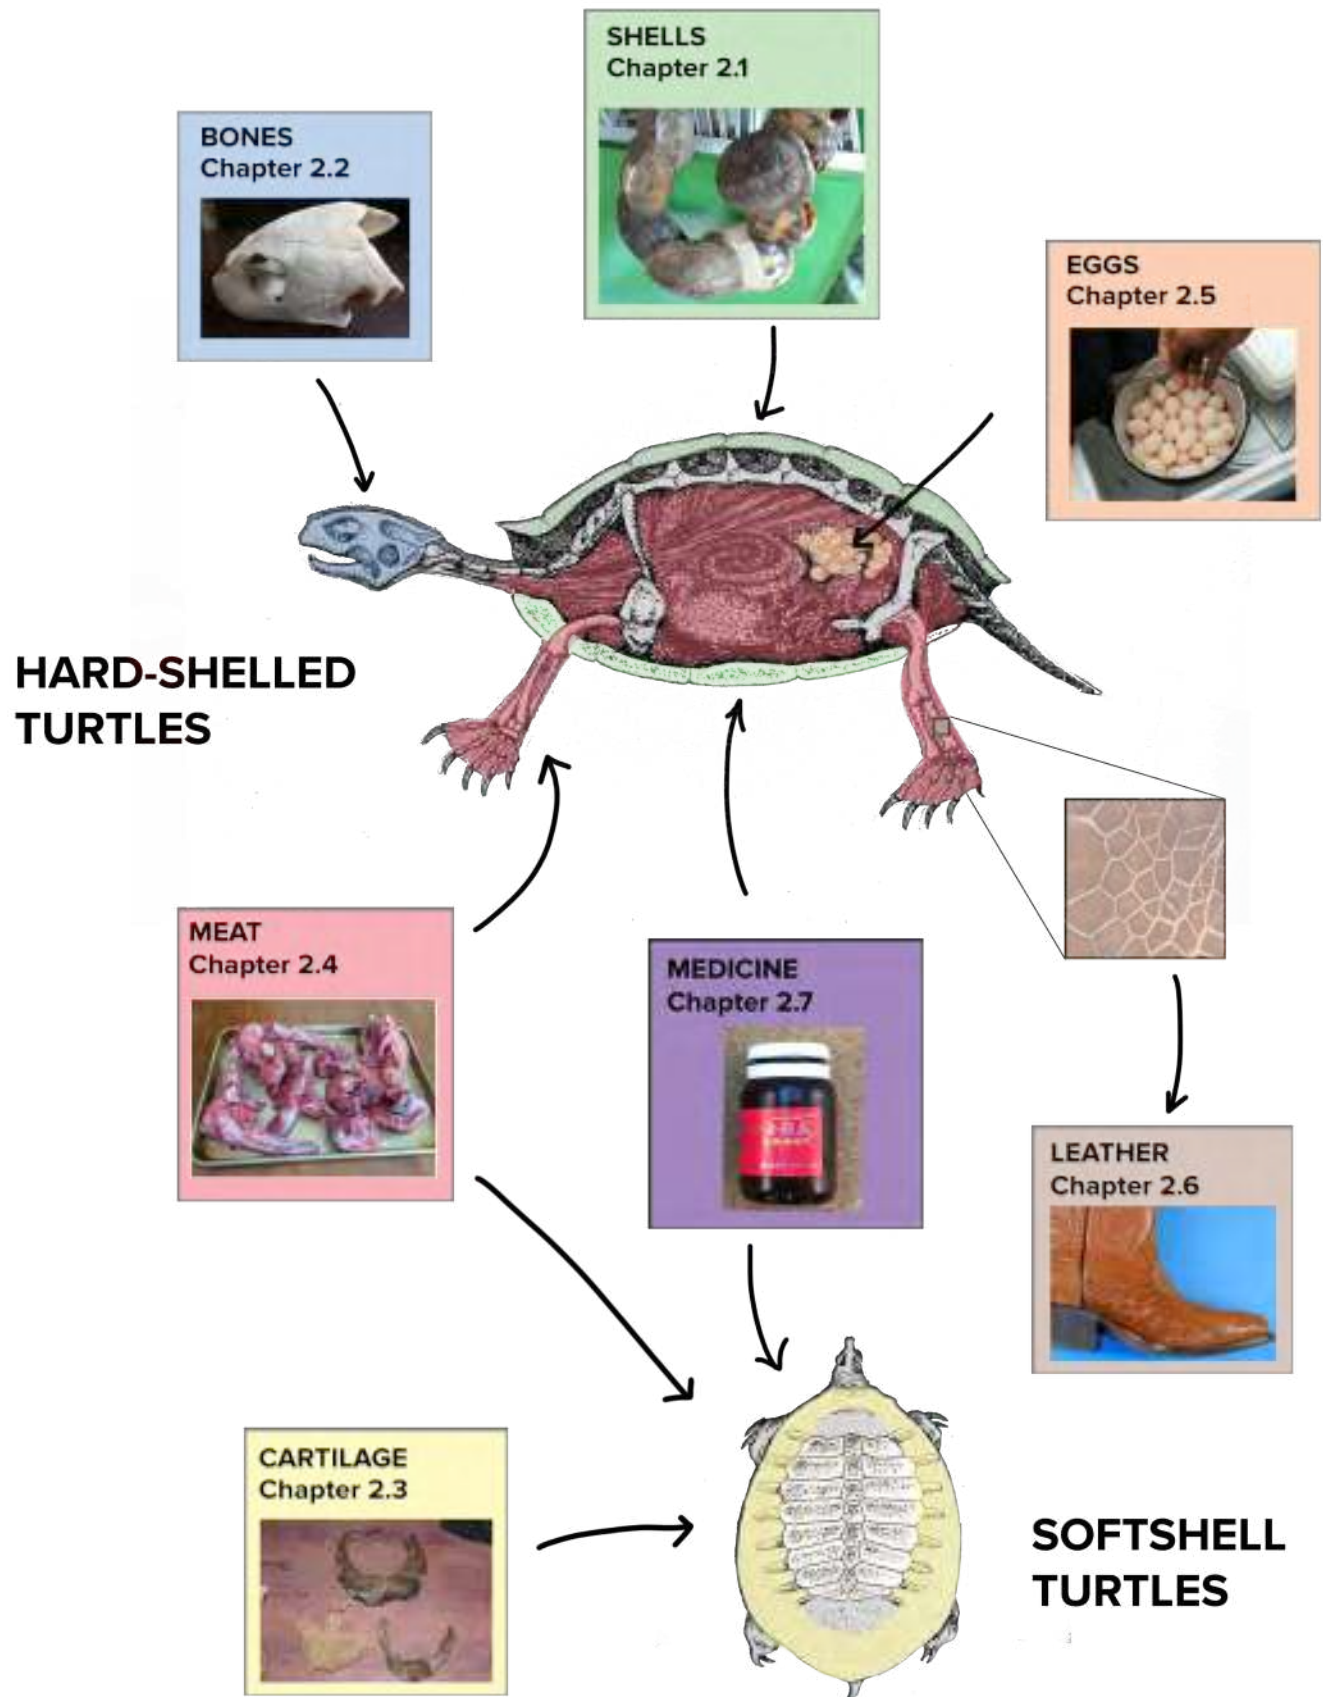 SHELLS
Chapter 2.1
BONES
Chapter 2.2
EGGS
Chapter 2.5
HARD-SHELLED
TURTLES
MEAT
Chapter 2.4
MEDICINE
Chapter 2.7
LEATHER
Chapter 2.6
CARTILAGE
Chapter 2.3
SOFTSHELL
TURTLES